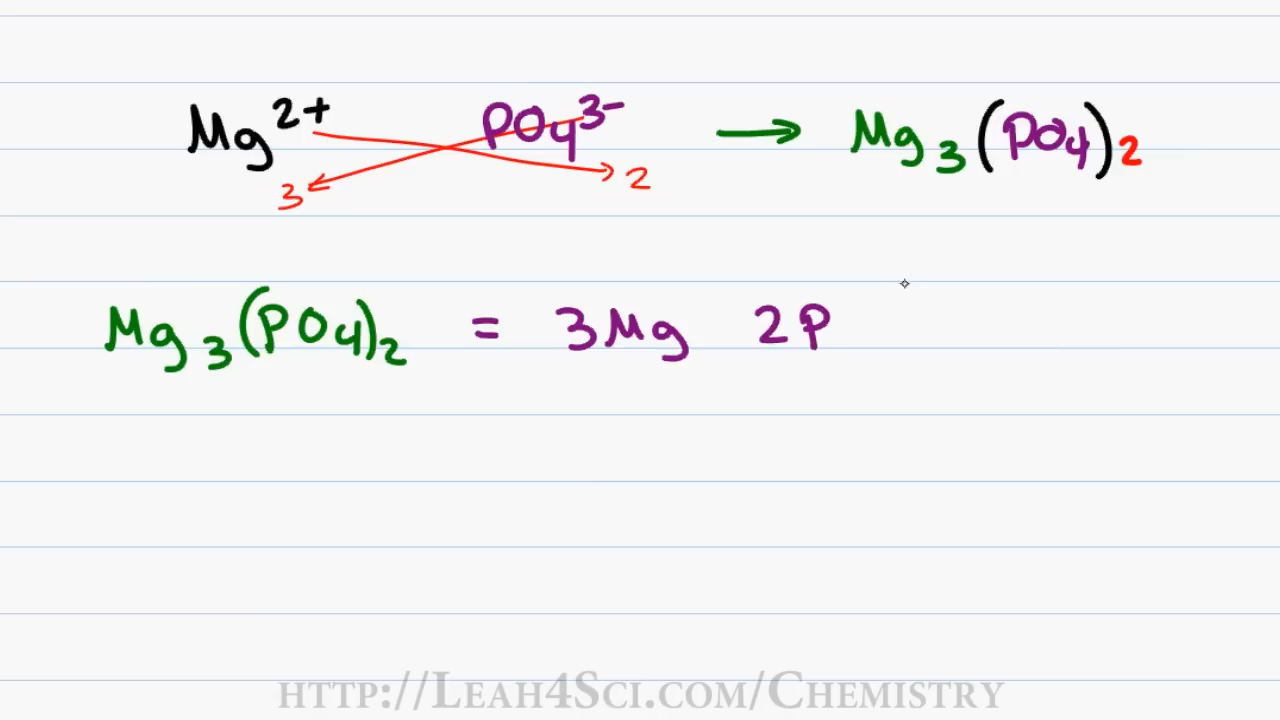 Mg²⁺ PO₄³⁻ → Mg₃(PO₄)₂
3 2
Mg₃(PO₄)₂ = 3Mg 2P
HTTP://LEAH4SCI.COM/CHEMISTRY